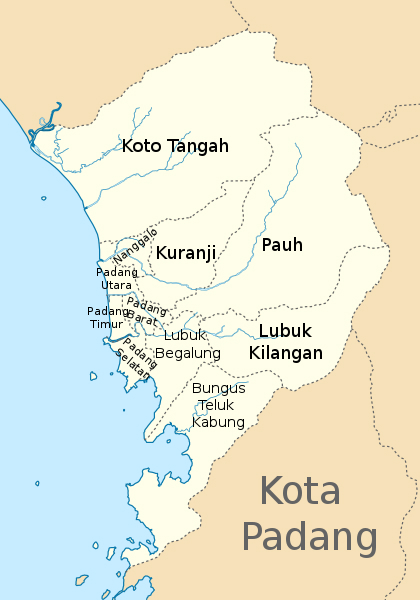 Koto Tangah
Nanggalo
Kuranji
Pauh
Padang
Utara
Padang
Barat
Padang
Timur
Lubuk
Begalung
Lubuk
Kilangan
Padang
Selatan
Bungus
Teluk
Kabung
Kota
Padang